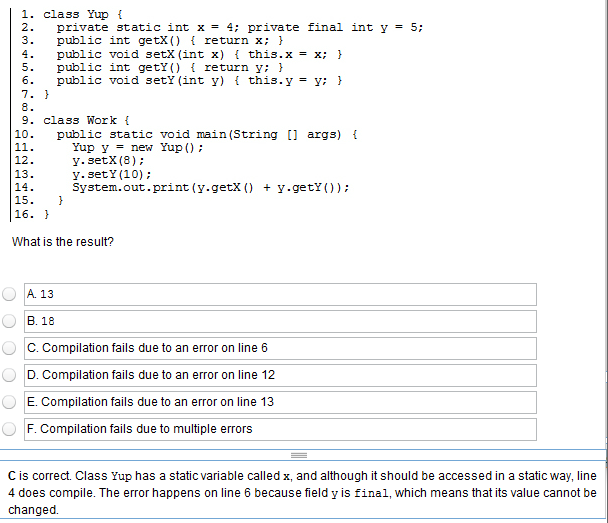 1. class Yup {
2. private static int x = 4; private final int y = 5;
3. public int getX() { return x; }
4. public void setX(int x) { this.x = x; }
5. public int getY() { return y; }
6. public void setY(int y) { this.y = y; }
7. }
8.
9. class Work {
10. public static void main(String [] args) {
11. Yup y = new Yup();
12. y.setX(8);
13. y.setY(10);
14. System.out.print(y.getX() + y.getY());
15. }
16. }
What is the result?
A. 13
B. 18
C. Compilation fails due to an error on line 6
D. Compilation fails due to an error on line 12
E. Compilation fails due to an error on line 13
F. Compilation fails due to multiple errors
C is correct. Class Yup has a static variable called x, and although it should be accessed in a static way, line
4 does compile. The error happens on line 6 because field y is final, which means that its value cannot be
changed.